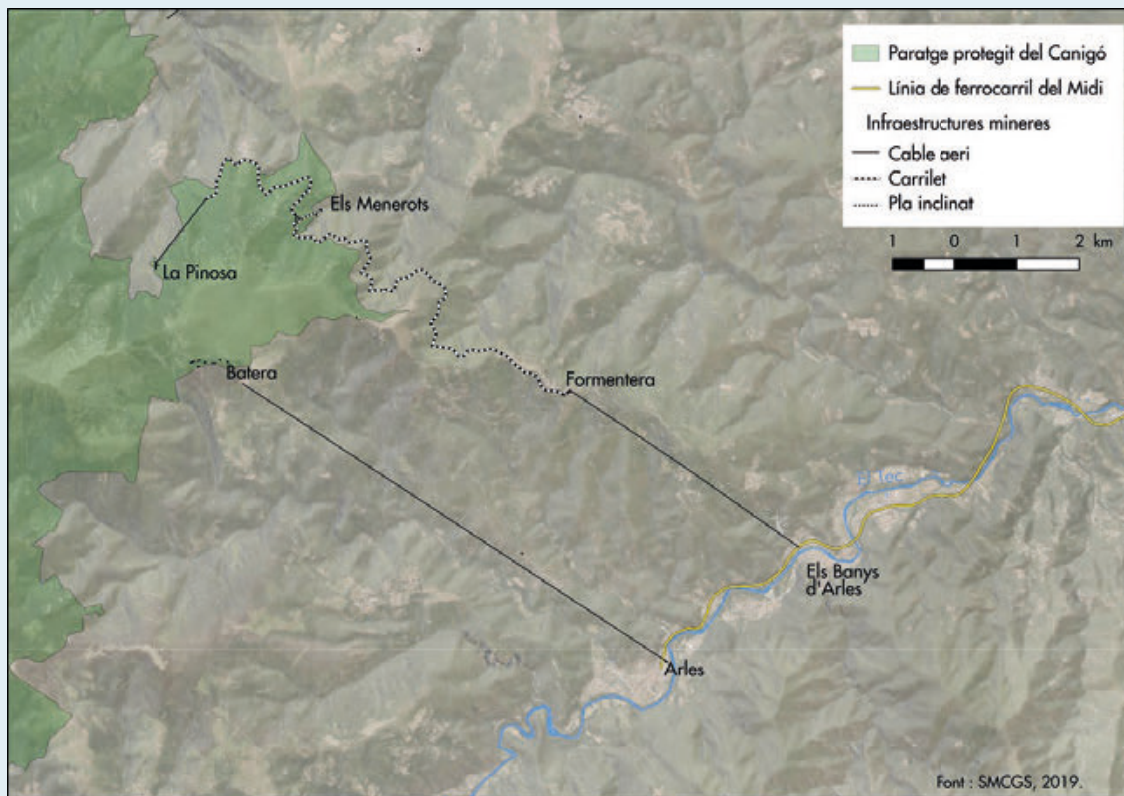 Paratge protegit del Canigó
Línia de ferrocarril del Midi
Infraestructures mineres
Cable aeri
Carrilet
Pla inclinat
1 0 1 2 km
Els Menerots
La Pinosa
Batera
Formentera
el Tec
Els Banys
d'Arles
Arles
Font : SMCGS, 2019.